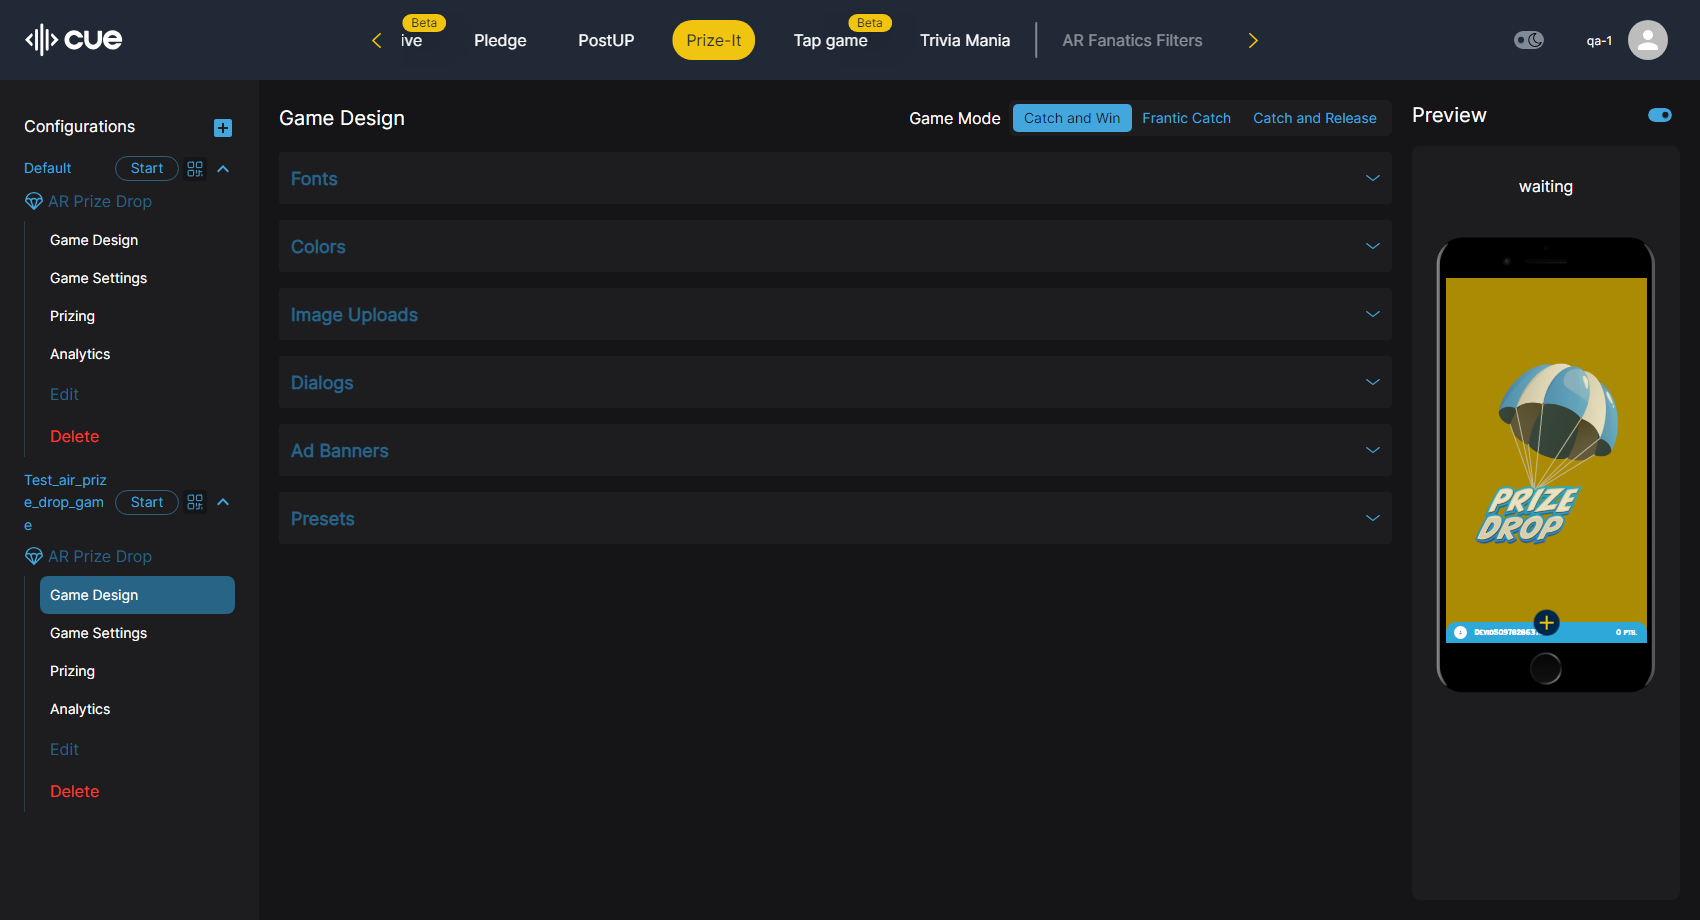 cue
Beta
ive
Pledge
PostUP
Prize-It
Beta
Tap game
Trivia Mania
AR Fanatics Filters
qa-1
Configurations
Default
Start
AR Prize Drop
Game Design
Game Settings
Prizing
Analytics
Edit
Delete
Test_air_priz
e_drop_gam
e
Start
AR Prize Drop
Game Design
Game Settings
Prizing
Analytics
Edit
Delete
Game Design
Game Mode
Catch and Win
Frantic Catch
Catch and Release
Fonts
Colors
Image Uploads
Dialogs
Ad Banners
Presets
Preview
waiting
PRIZE
DROP
0 PTS.